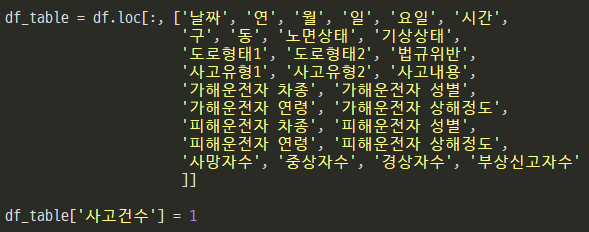 df_table = df.loc[:, ['날짜', '연', '월', '일', '요일', '시간',
'구', '동', '노면상태', '기상상태',
'도로형태1', '도로형태2', '법규위반',
'사고유형1', '사고유형2', '사고내용',
'가해운전자 차종', '가해운전자 성별',
'가해운전자 연령', '가해운전자 상해정도',
'피해운전자 차종', '피해운전자 성별',
'피해운전자 연령', '피해운전자 상해정도',
'사망자수', '중상자수', '경상자수', '부상신고자수'
]]
df_table['사고건수'] = 1